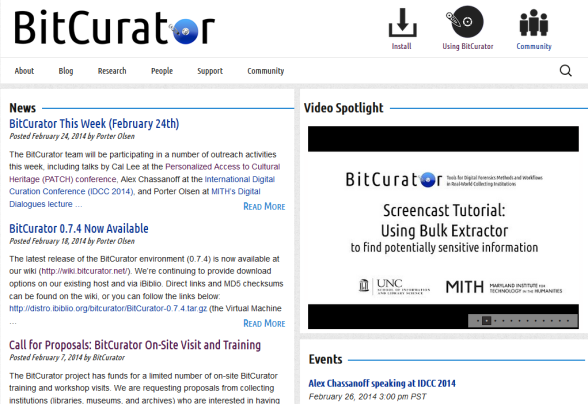 BitCurator
Install
Using BitCurator
Community
About
Blog
Research
People
Support
Community
News
BitCurator This Week (February 24th)
Posted February 24, 2014 by Porter Olsen
The BitCurator team will be participating in a number of outreach activities
this week, including talks by Cal Lee at the Personalized Access to Cultural
Heritage (PATCH) conference, Alex Chassanoff at the International Digital
Curation Conference (IDCC 2014), and Porter Olsen at MITH's Digital
Dialogues lecture ...
READ MORE
BitCurator 0.7.4 Now Available
Posted February 18, 2014 by Porter Olsen
The latest release of the BitCurator environment (0.7.4) is now available at
our wiki (http://wiki.bitcurator.net/). We're continuing to provide download
options on our existing host and via iBiblio. Direct links and MD5 checksums
can be found on the wiki, or you can follow the links below:
http://distro.ibiblio.org/bitcurator/BitCurator-0.7.4.tar.gz (the Virtual Machine
...
READ MORE
Call for Proposals: BitCurator On-Site Visit and Training
Posted February 7, 2014 by BitCurator
The BitCurator project has funds for a limited number of on-site BitCurator
training and workshop visits. We are requesting proposals from collecting
institutions (libraries, museums, and archives) who are interested in having
Video Spotlight
BitCurator
Tools for Digital Forensics Methods and Workflows
in Real-World Collecting Institutions
Screencast Tutorial:
Using Bulk Extractor
to find potentially sensitive information
UNC
SCHOOL OF INFORMATION
AND LIBRARY SCIENCE
MITH
MARYLAND INSTITUTE FOR
TECHNOLOGY IN THE HUMANITIES
Events
Alex Chassanoff speaking at IDCC 2014
February 26, 2014 3:00 pm PST